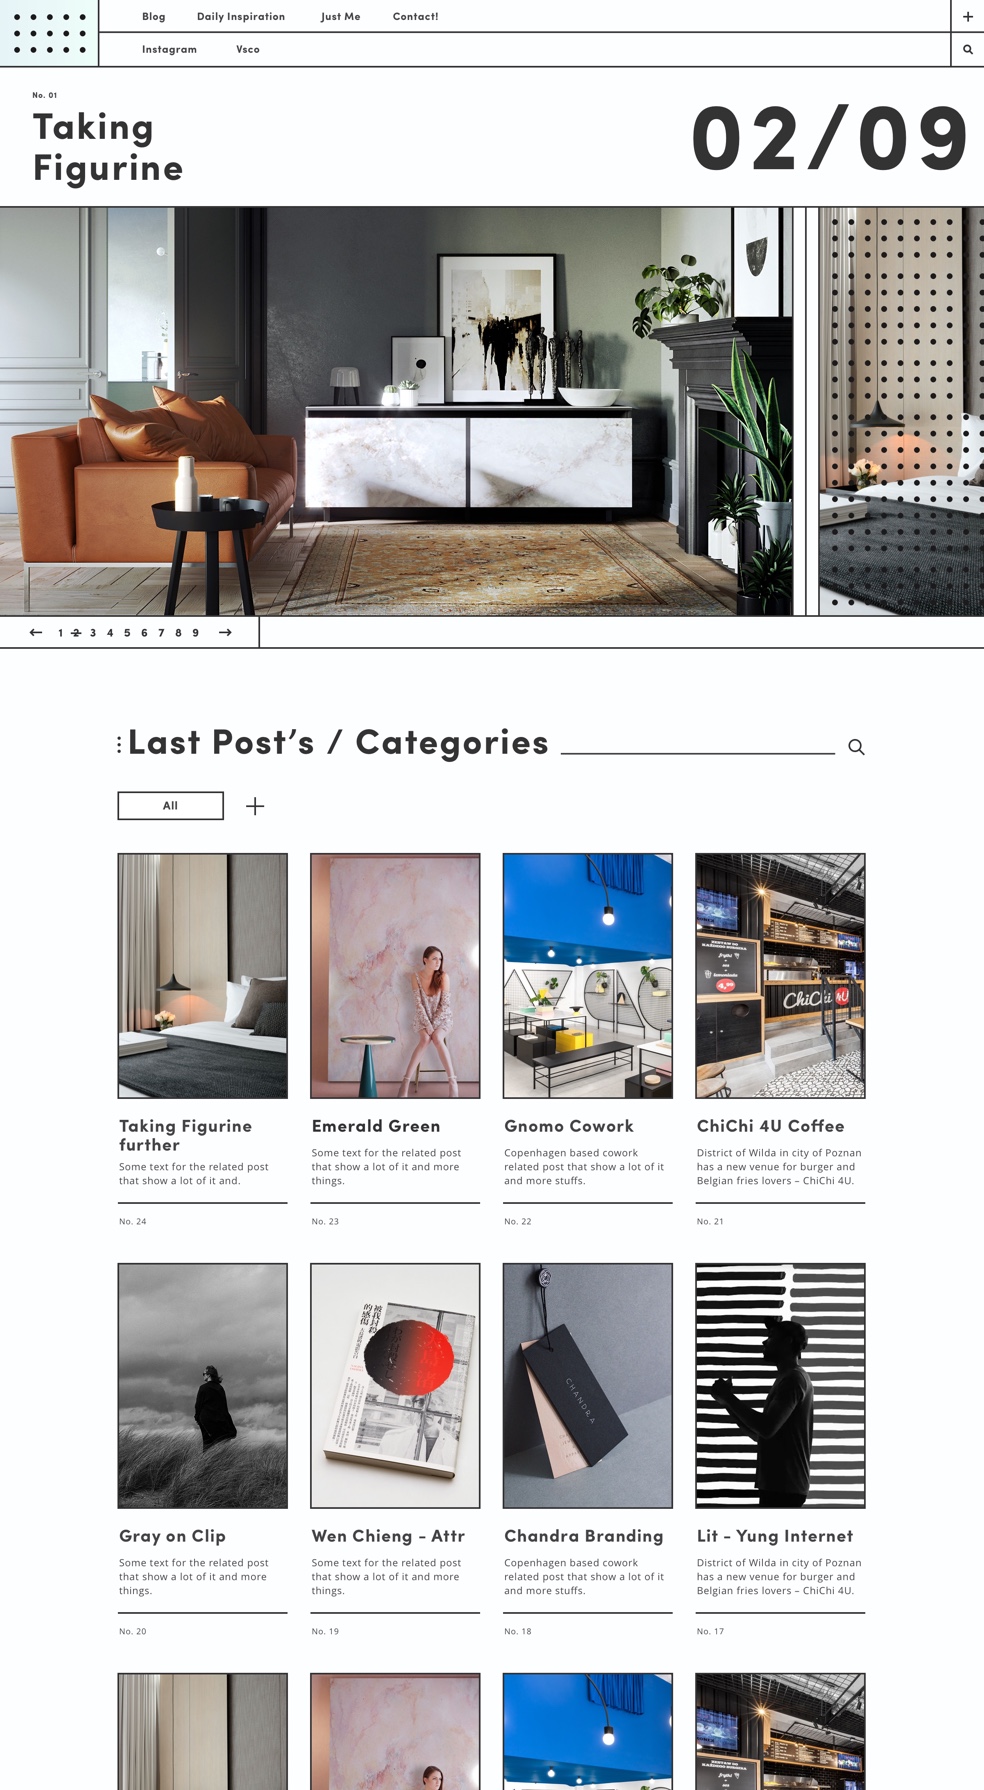 Blog Daily Inspiration Just Me Contact!
Instagram Vsco
No. 01
Taking
Figurine
02/09
1 2 3 4 5 6 7 8 9
Last Post’s / Categories
All
ChiChi 4U
Taking Figurine
further
Some text for the related post
that show a lot of it and.
No. 24
Emerald Green
Some text for the related post
that show a lot of it and more
things.
No. 23
Gnomo Cowork
Copenhagen based cowork
related post that show a lot of it
and more stuffs.
No. 22
ChiChi 4U Coffee
District of Wilda in city of Poznan
has a new venue for burger and
Belgian fries lovers – ChiChi 4U.
No. 21
被我討殺
的感傷
CHANDRA
Gray on Clip
Some text for the related post
that show a lot of it and more
things.
No. 20
Wen Chieng - Attr
Some text for the related post
that show a lot of it and more
things.
No. 19
Chandra Branding
Copenhagen based cowork
related post that show a lot of it
and more stuffs.
No. 18
Lit - Yung Internet
District of Wilda in city of Poznan
has a new venue for burger and
Belgian fries lovers – ChiChi 4U.
No. 17